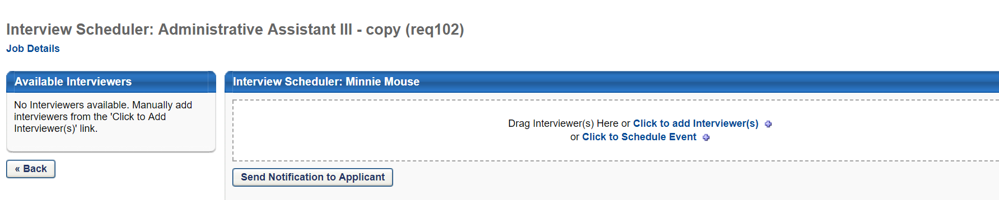 Interview Scheduler: Administrative Assistant III - copy (req102)
Job Details
Available Interviewers
No Interviewers available. Manually add
interviewers from the 'Click to Add
Interviewer(s)' link.
« Back
Interview Scheduler: Minnie Mouse
Drag Interviewer(s) Here or Click to add Interviewer(s)
or Click to Schedule Event
Send Notification to Applicant